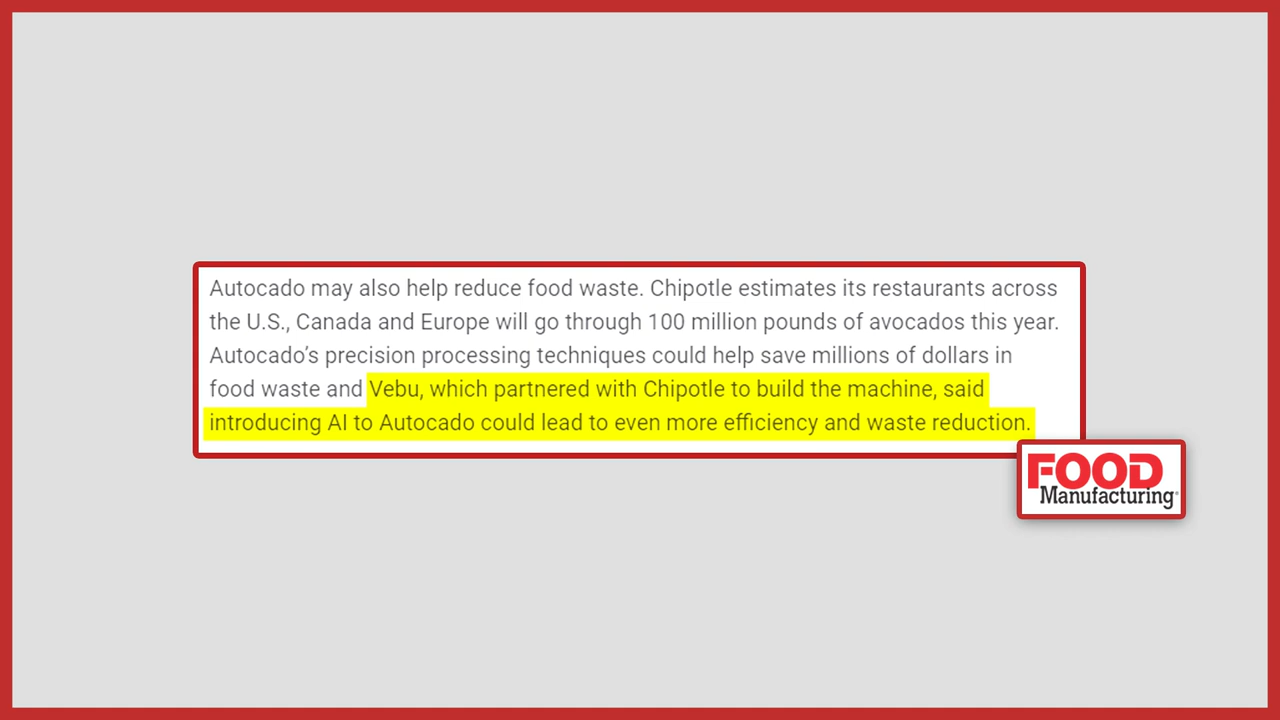 Autocado may also help reduce food waste. Chipotle estimates its restaurants across
the U.S., Canada and Europe will go through 100 million pounds of avocados this year.
Autocado’s precision processing techniques could help save millions of dollars in
food waste and Vebu, which partnered with Chipotle to build the machine, said
introducing AI to Autocado could lead to even more efficiency and waste reduction.
FOOD
Manufacturing